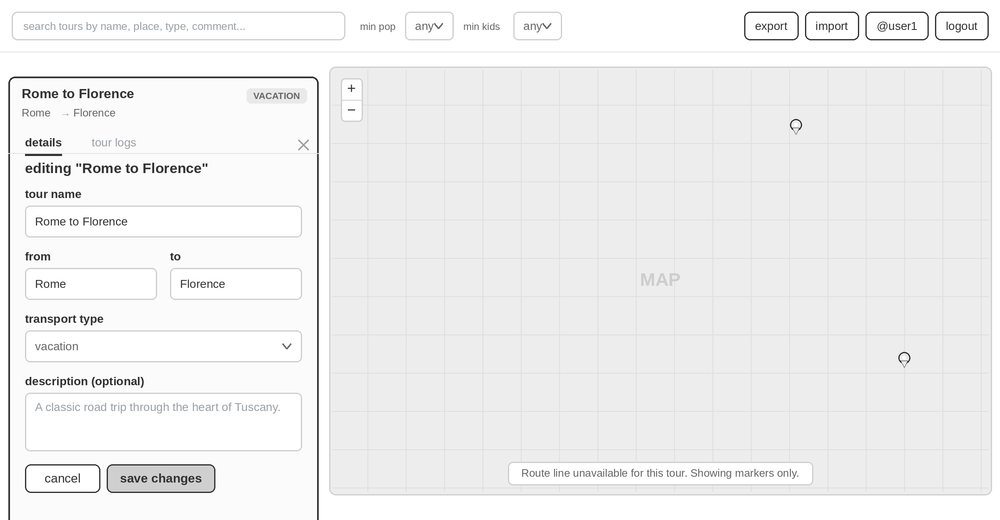 search tours by name, place, type, comment...
min pop
any
min kids
any
export
import
@user1
logout
Rome to Florence
VACATION
Rome → Florence
details
tour logs
editing "Rome to Florence"
tour name
Rome to Florence
from
to
Rome
Florence
transport type
vacation
description (optional)
A classic road trip through the heart of Tuscany.
cancel
save changes
+
−
MAP
Route line unavailable for this tour. Showing markers only.